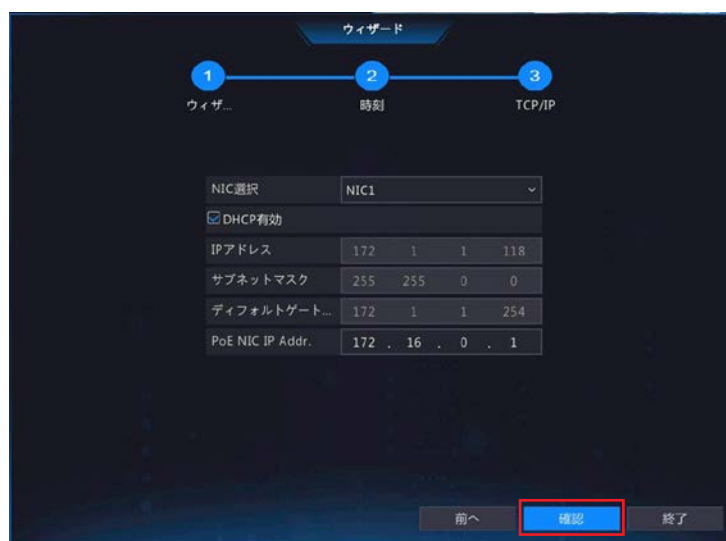 ウィザード
1 2 3
ウィザ... 時刻 TCP/IP
NIC選択 NIC1
DHCP有効
IPアドレス 172 1 1 118
サブネットマスク 255 255 0 0
ディフォルトゲート... 172 1 1 254
PoE NIC IP Addr. 172 . 16 . 0 . 1
前へ 確認 終了